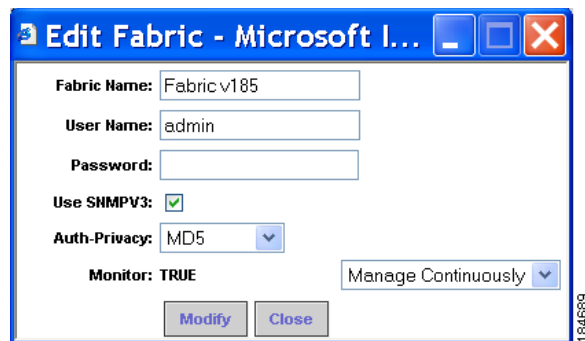 Edit Fabric - Microsoft I...
Fabric Name: Fabric v185
User Name: admin
Password:
Use SNMPV3:
Auth-Privacy: MD5
Monitor: TRUE Manage Continuously
Modify Close
184689